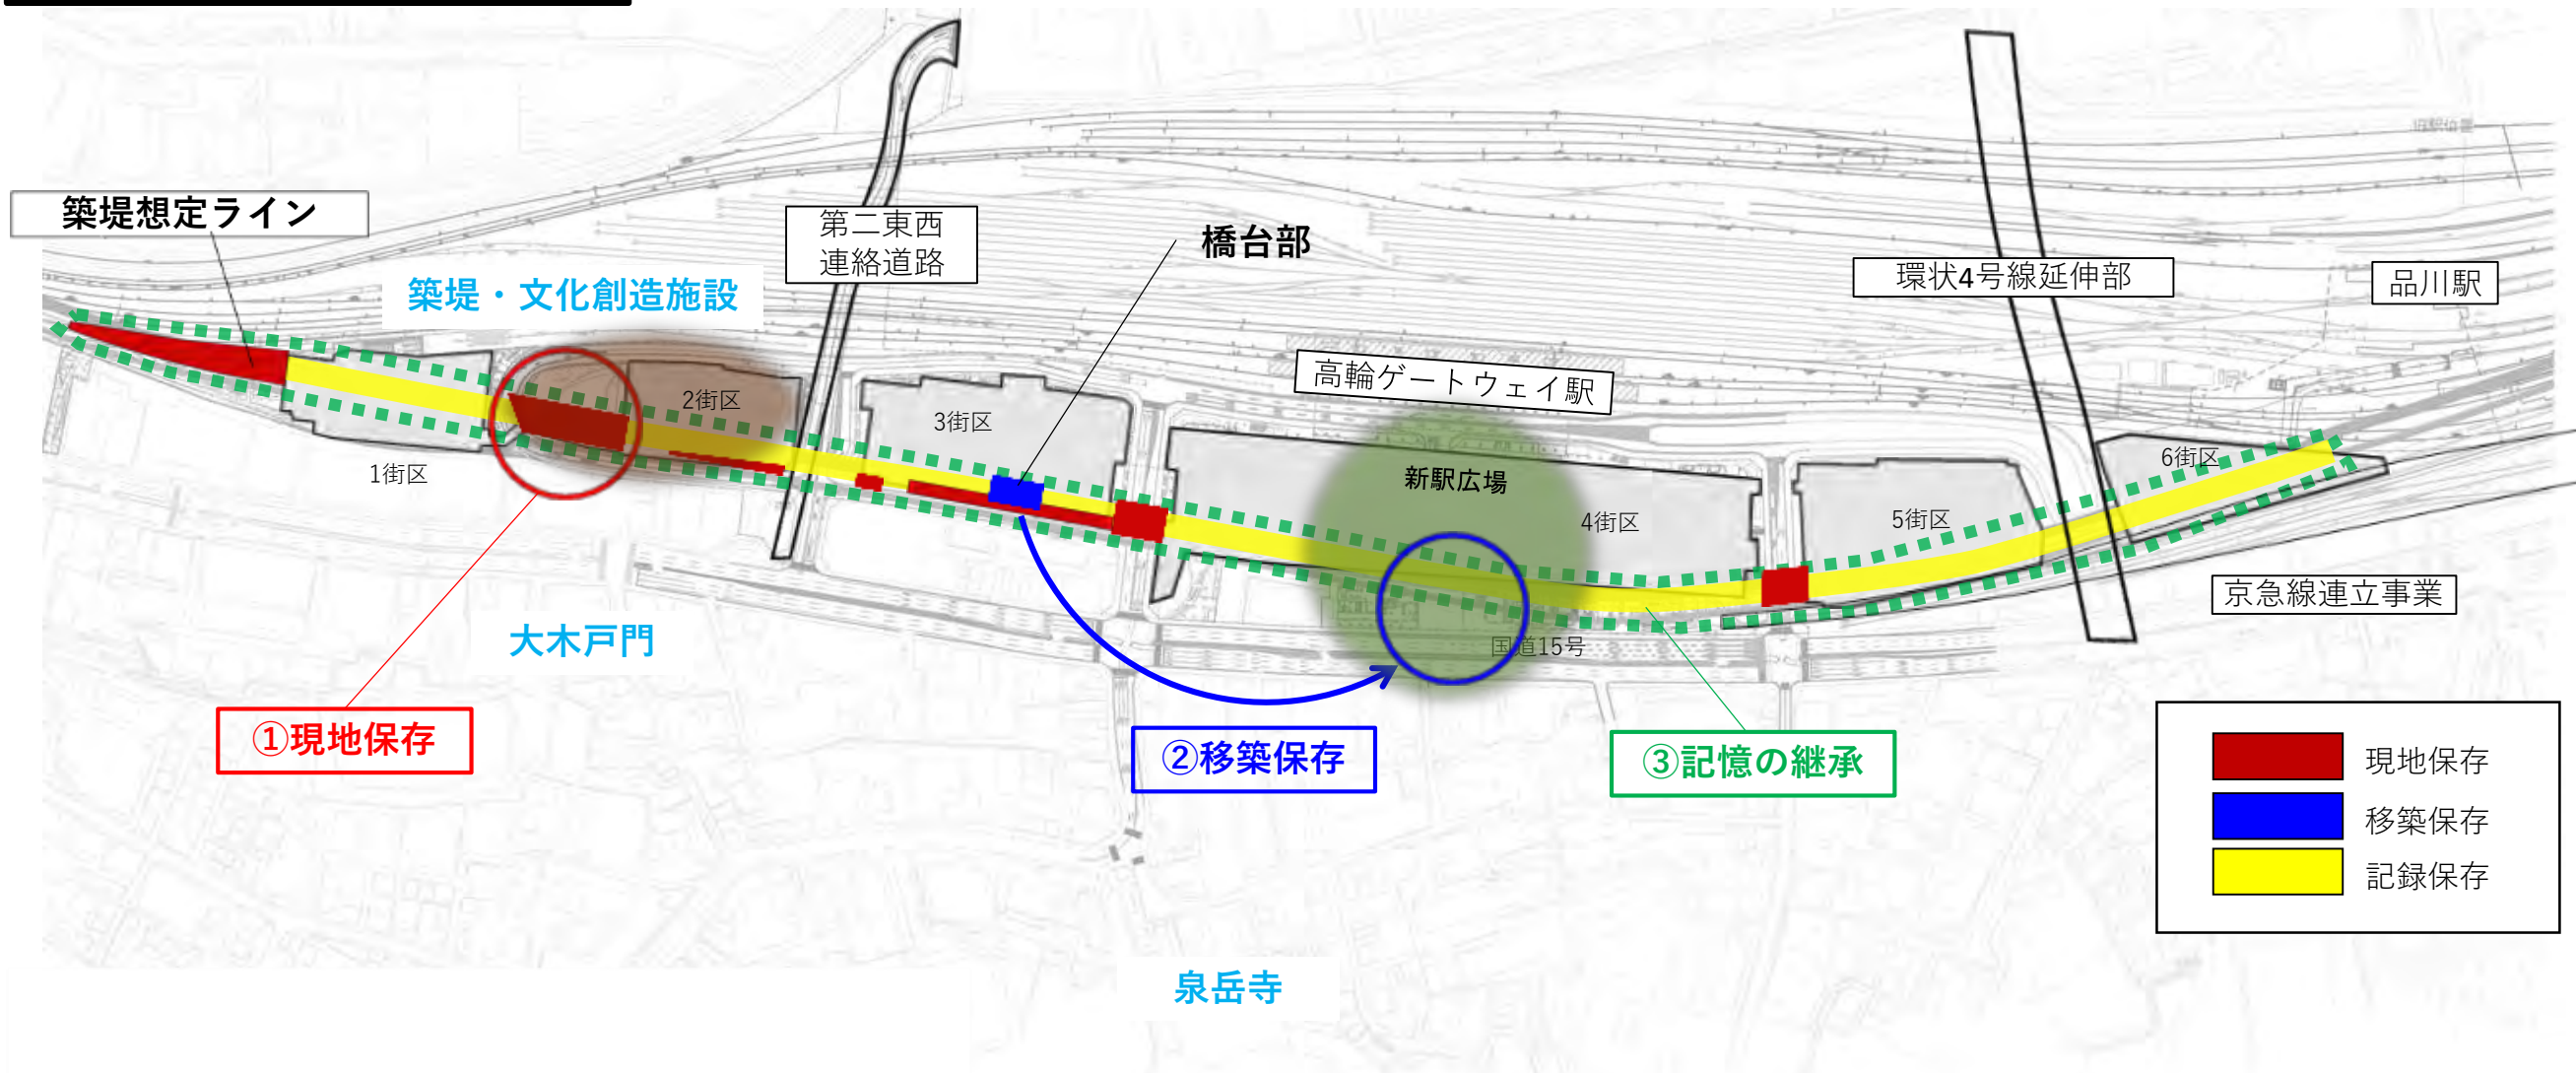 築堤想定ライン
第二東西
連絡道路
橋台部
環状4号線延伸部
品川駅
築堤・文化創造施設
高輪ゲートウェイ駅
2街区
3街区
6街区
1街区
新駅広場
4街区
5街区
京急線連立事業
大木戸門
国道15号
①現地保存
②移築保存
③記憶の継承
現地保存
移築保存
記録保存
泉岳寺